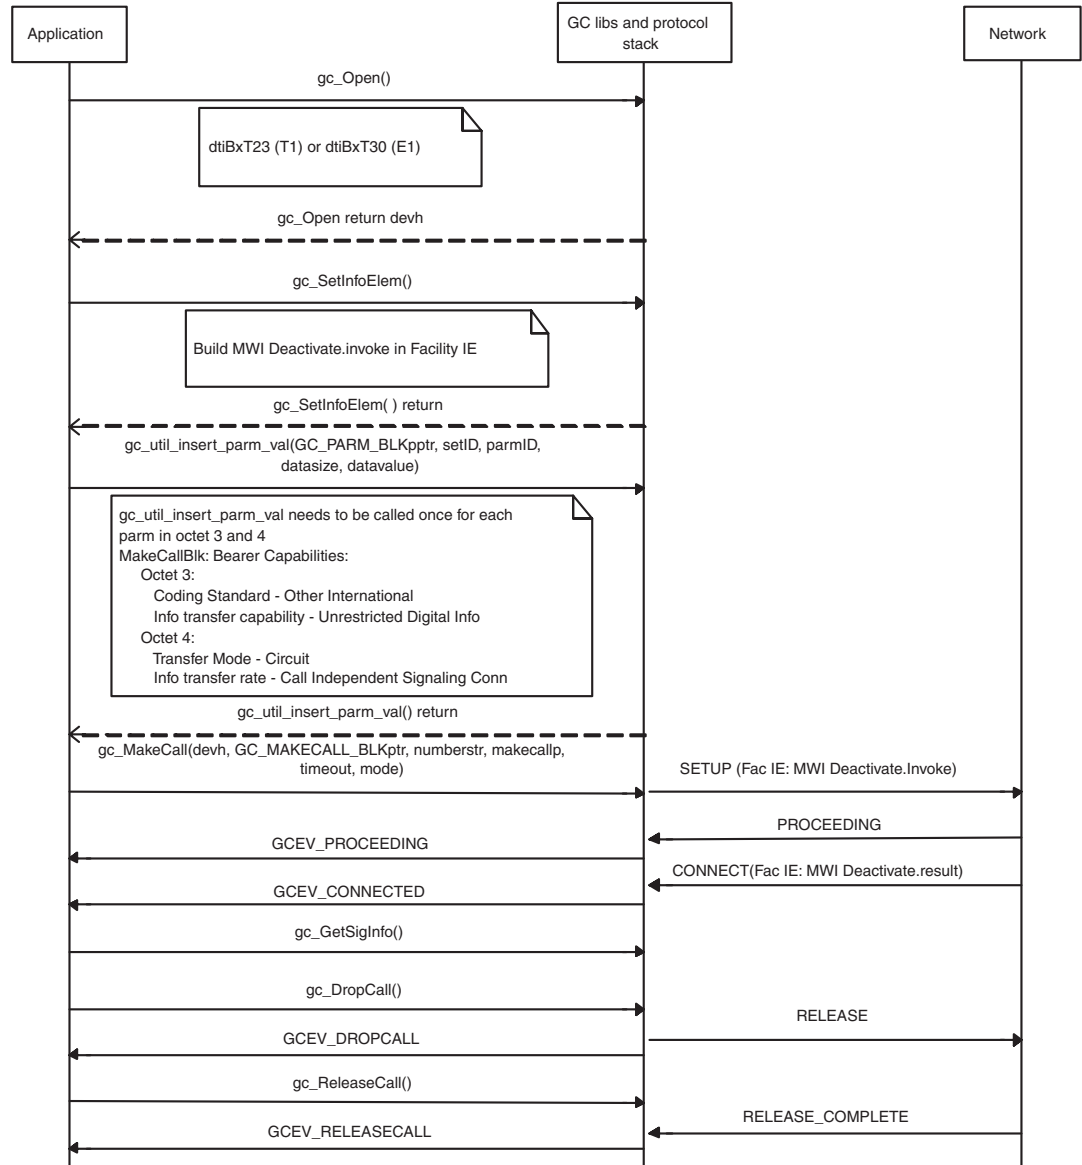 Application
GC libs and protocol
stack
Network
gc_Open()
dtiBxT23 (T1) or dtiBxT30 (E1)
gc_Open return devh
gc_SetInfoElem()
Build MWI Deactivate.invoke in Facility IE
gc_SetInfoElem( ) return
gc_util_insert_parm_val(GC_PARM_BLKpptr, setID, parmID,
datasize, datavalue)
gc_util_insert_parm_val needs to be called once for each
parm in octet 3 and 4
MakeCallBlk: Bearer Capabilities:
Octet 3:
Coding Standard - Other International
Info transfer capability - Unrestricted Digital Info
Octet 4:
Transfer Mode - Circuit
Info transfer rate - Call Independent Signaling Conn
gc_util_insert_parm_val() return
gc_MakeCall(devh, GC_MAKECALL_BLKptr, numberstr, makecallp,
timeout, mode)
SETUP (Fac IE: MWI Deactivate.Invoke)
PROCEEDING
GCEV_PROCEEDING
CONNECT(Fac IE: MWI Deactivate.result)
GCEV_CONNECTED
gc_GetSigInfo()
gc_DropCall()
RELEASE
GCEV_DROPCALL
gc_ReleaseCall()
RELEASE_COMPLETE
GCEV_RELEASECALL